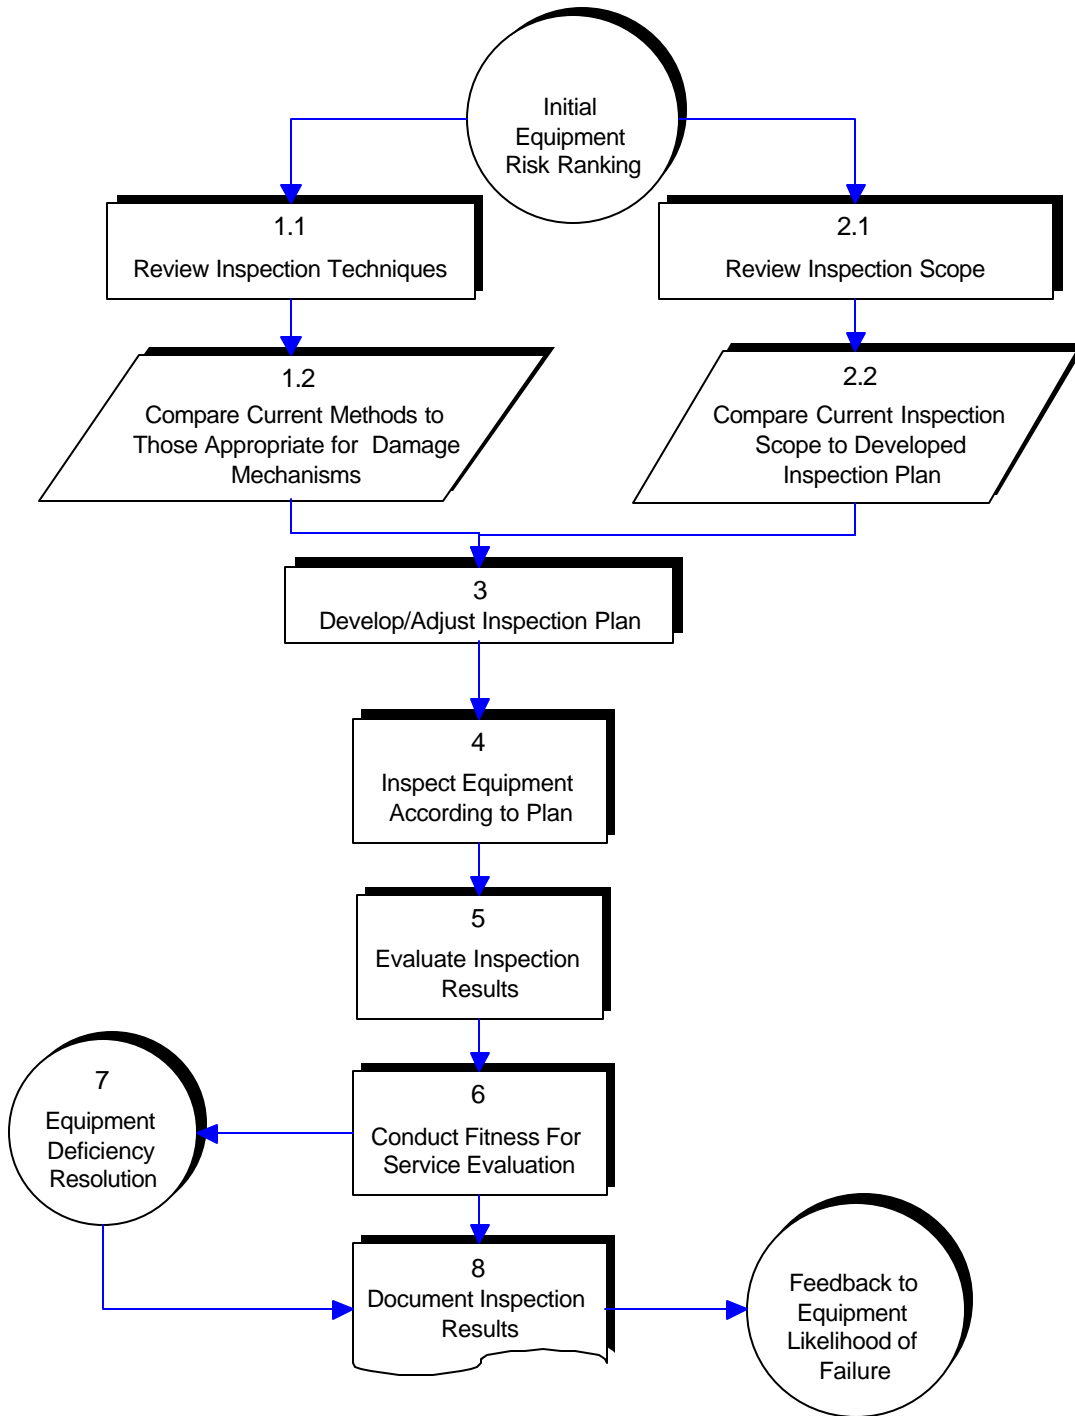 Initial
Equipment
Risk Ranking
1.1
Review Inspection Techniques
2.1
Review Inspection Scope
1.2
Compare Current Methods to
Those Appropriate for Damage
Mechanisms
2.2
Compare Current Inspection
Scope to Developed
Inspection Plan
3
Develop/Adjust Inspection Plan
4
Inspect Equipment
According to Plan
5
Evaluate Inspection
Results
6
Conduct Fitness For
Service Evaluation
7
Equipment
Deficiency
Resolution
8
Document Inspection
Results
Feedback to
Equipment
Likelihood of
Failure